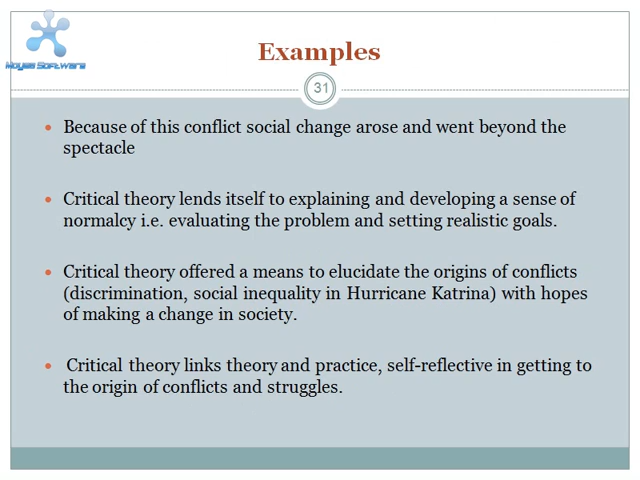 Moyea Software
Examples
31
• Because of this conflict social change arose and went beyond the
spectacle
• Critical theory lends itself to explaining and developing a sense of
normalcy i.e. evaluating the problem and setting realistic goals.
• Critical theory offered a means to elucidate the origins of conflicts
(discrimination, social inequality in Hurricane Katrina) with hopes
of making a change in society.
• Critical theory links theory and practice, self-reflective in getting to
the origin of conflicts and struggles.